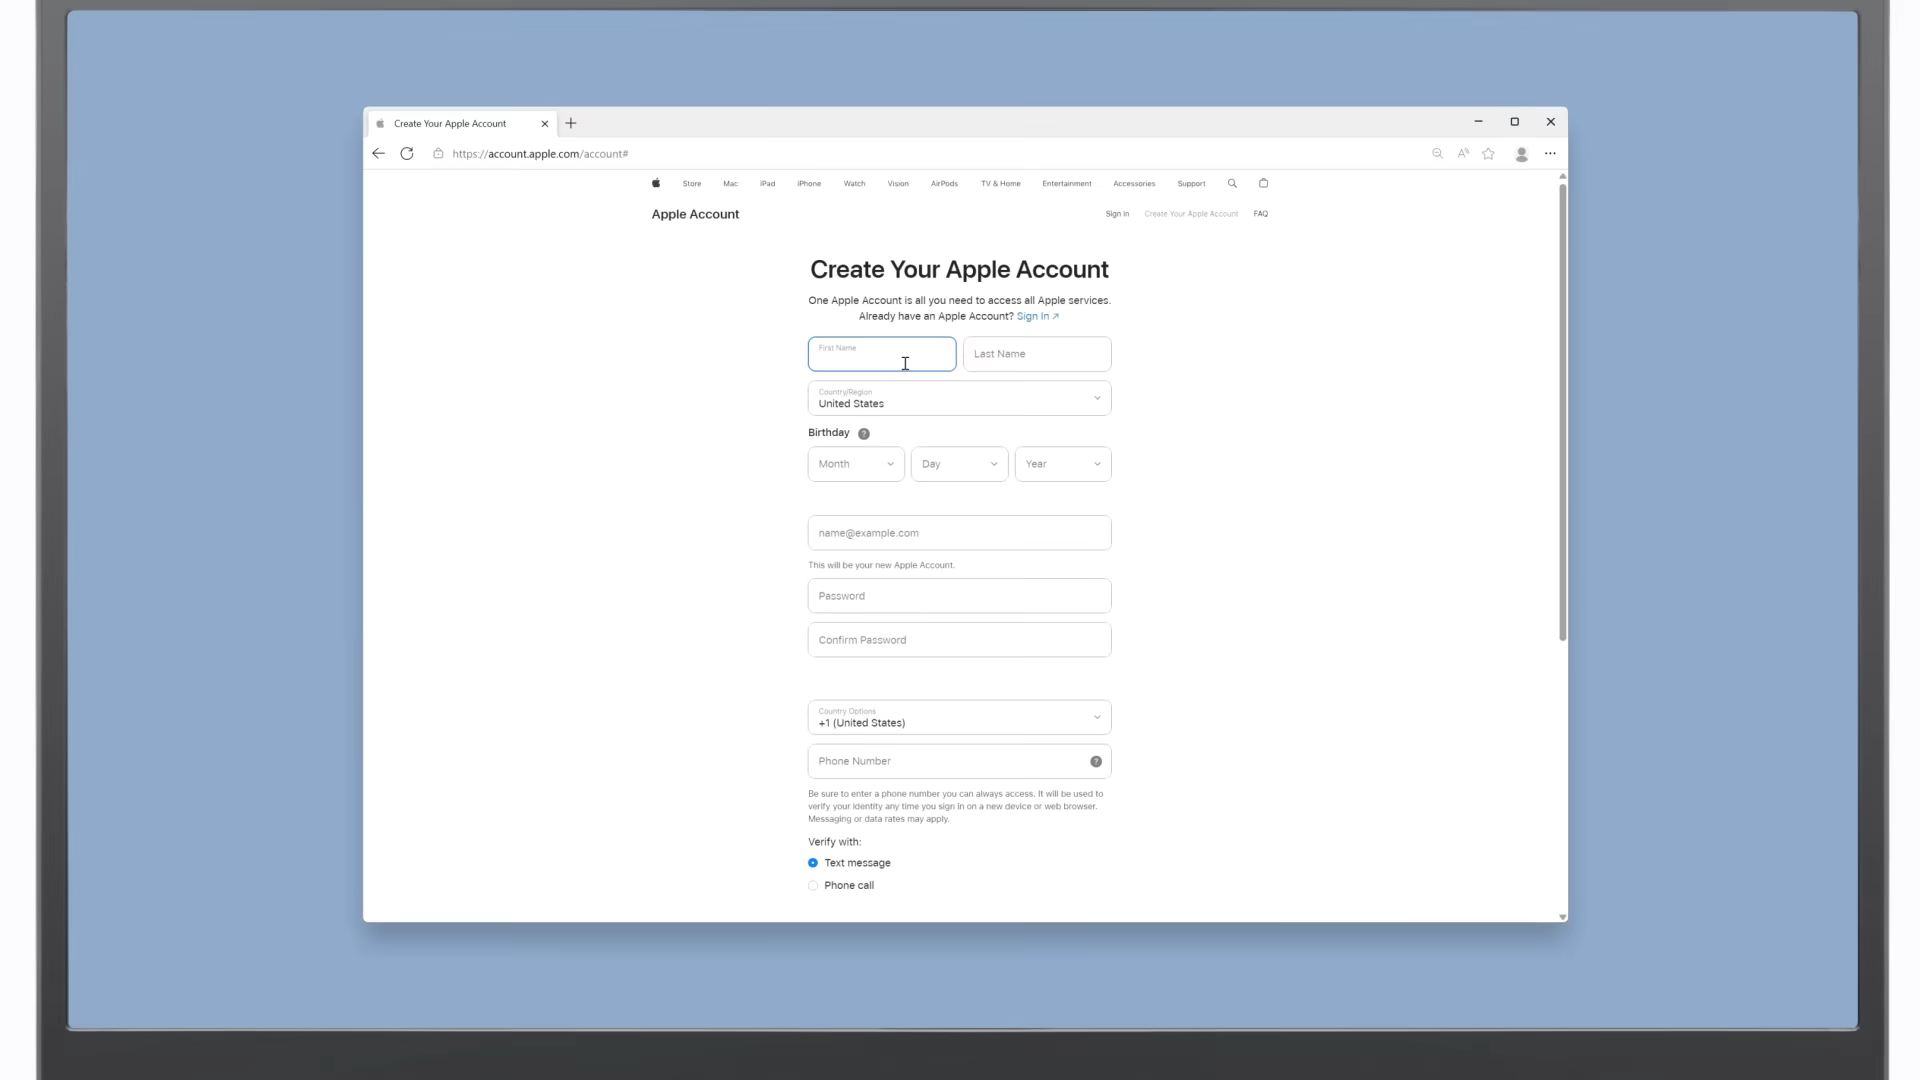 Create Your Apple Account
https://account.apple.com/account#
Store Mac iPad iPhone Watch Vision AirPods TV & Home Entertainment Accessories Support
Apple Account
Sign In Create Your Apple Account FAQ
Create Your Apple Account
One Apple Account is all you need to access all Apple services.
Already have an Apple Account? Sign In ↗
First Name
Last Name
Country/Region
United States
Birthday ?
Month Day Year
name@example.com
This will be your new Apple Account.
Password
Confirm Password
Country Options
+1 (United States)
Phone Number ?
Be sure to enter a phone number you can always access. It will be used to
verify your identity any time you sign in on a new device or web browser.
Messaging or data rates may apply.
Verify with:
Text message
Phone call